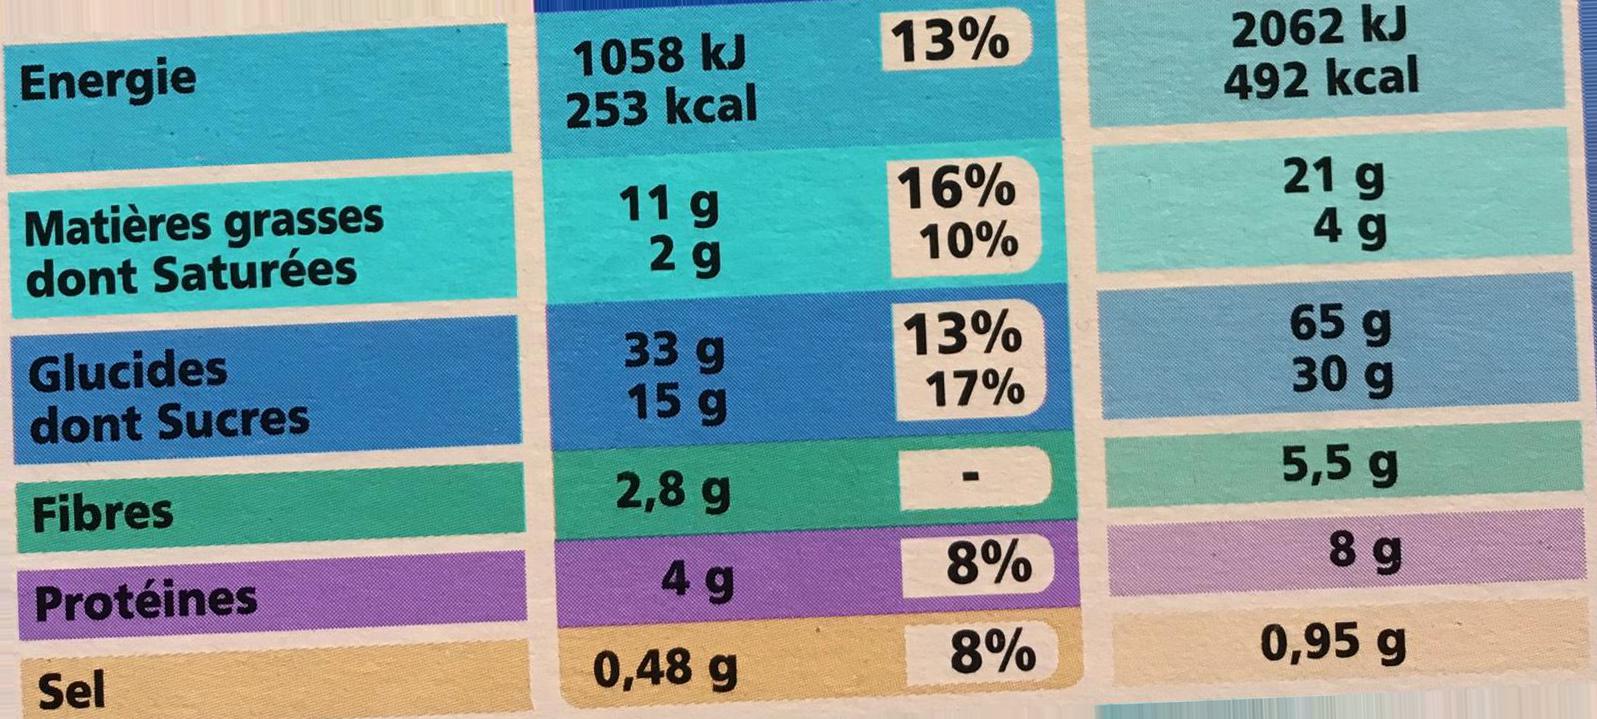 Energie 1058 kJ 13% 2062 kJ
253 kcal 492 kcal
Matières grasses 11 g 16% 21 g
dont Saturées 2 g 10% 4 g
Glucides 33 g 13% 65 g
dont Sucres 15 g 17% 30 g
Fibres 2,8 g - 5,5 g
Protéines 4 g 8% 8 g
Sel 0,48 g 8% 0,95 g